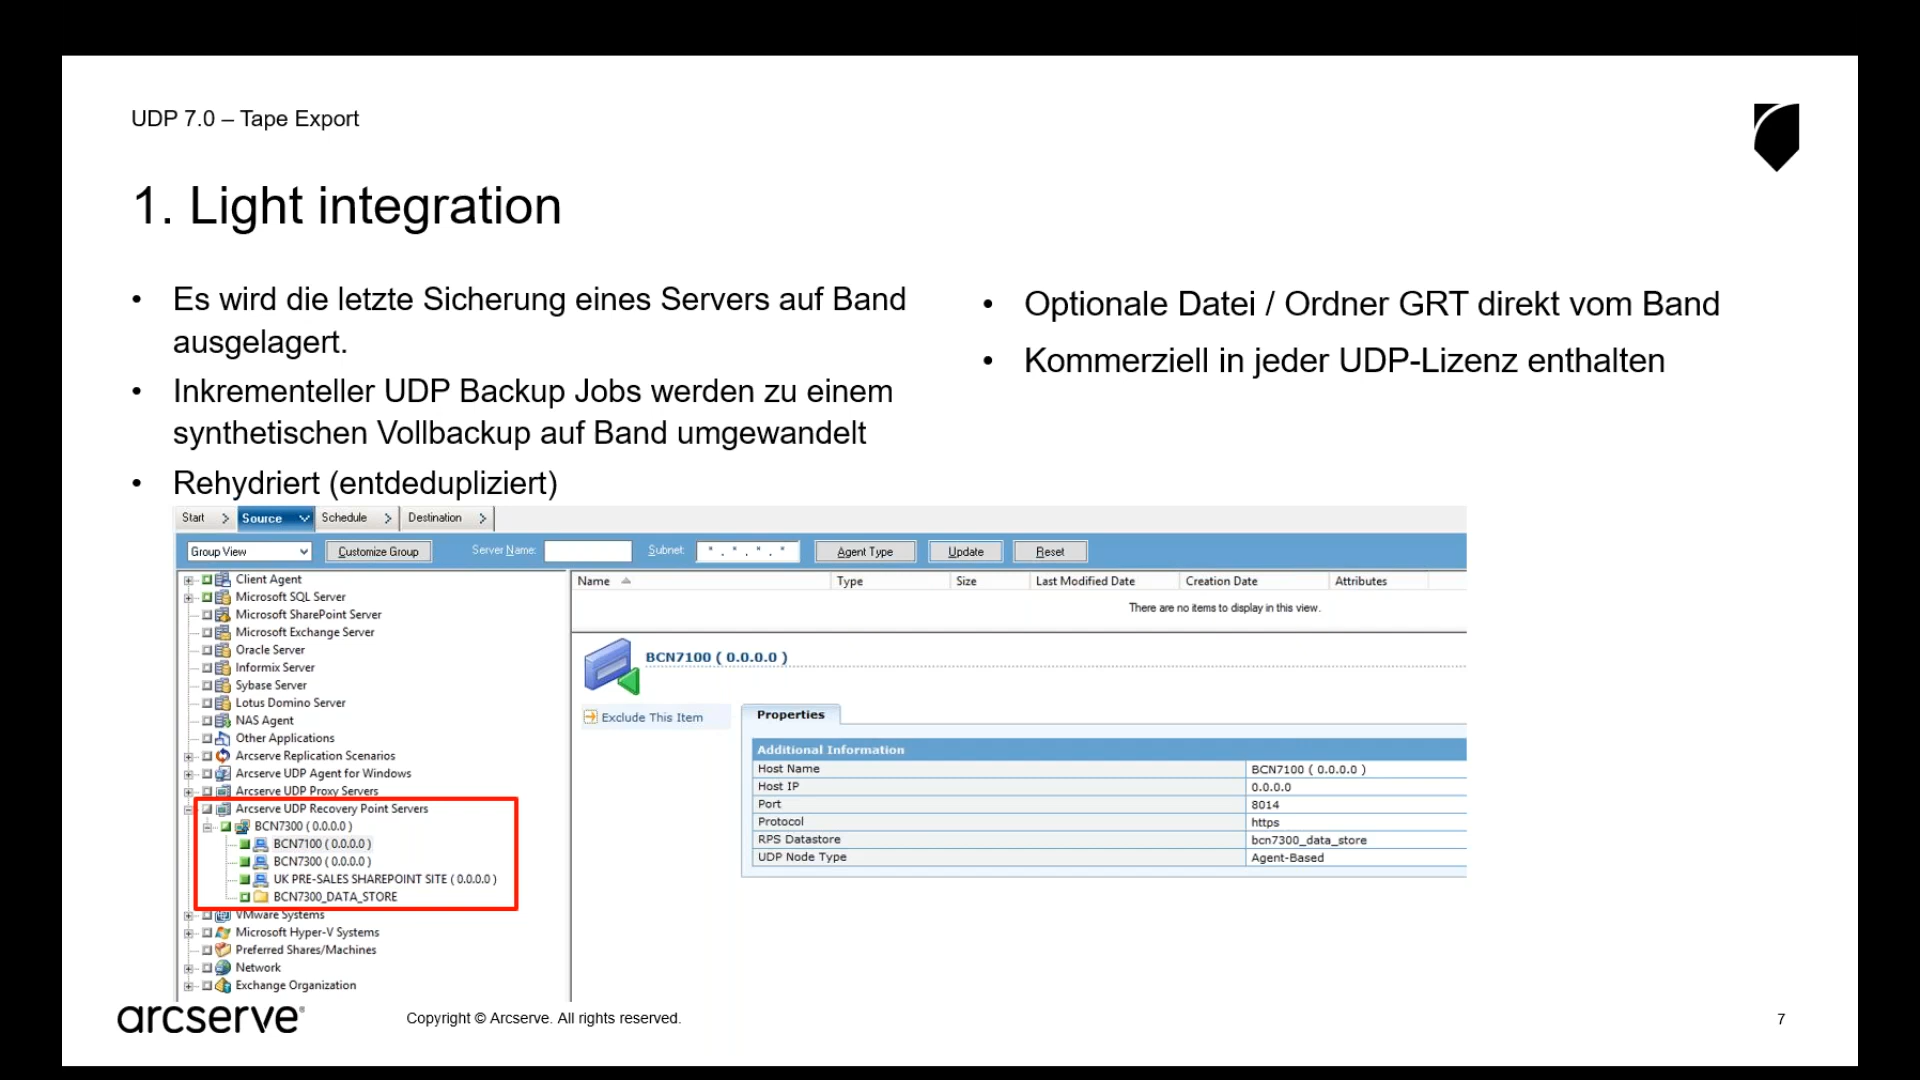 UDP 7.0 – Tape Export
1. Light integration
• Es wird die letzte Sicherung eines Servers auf Band
ausgelagert.
• Inkrementeller UDP Backup Jobs werden zu einem
synthetischen Vollbackup auf Band umgewandelt
• Rehydriert (entdedupliziert)
• Optionale Datei / Ordner GRT direkt vom Band
• Kommerziell in jeder UDP-Lizenz enthalten
Start Source Schedule Destination
Group View Customize Group Server Name: Subnet: * . * . * . * Agent Type Update Reset
Client Agent
Microsoft SQL Server
Microsoft SharePoint Server
Microsoft Exchange Server
Oracle Server
Informix Server
Sybase Server
Lotus Domino Server
NAS Agent
Other Applications
Arcserve Replication Scenarios
Arcserve UDP Agent for Windows
Arcserve UDP Proxy Servers
Arcserve UDP Recovery Point Servers
BCN7300 ( 0.0.0.0 )
BCN7100 ( 0.0.0.0 )
BCN7300 ( 0.0.0.0 )
UK PRE-SALES SHAREPOINT SITE ( 0.0.0.0 )
BCN7300_DATA_STORE
VMware Systems
Microsoft Hyper-V Systems
Preferred Shares/Machines
Network
Exchange Organization
Name Type Size Last Modified Date Creation Date Attributes
There are no items to display in this view.
BCN7100 ( 0.0.0.0 )
Exclude This Item
Properties
Additional Information
Host Name BCN7100 ( 0.0.0.0 )
Host IP 0.0.0.0
Port 8014
Protocol https
RPS Datastore bcn7300_data_store
UDP Node Type Agent-Based
arcserve®
Copyright © Arcserve. All rights reserved.
7